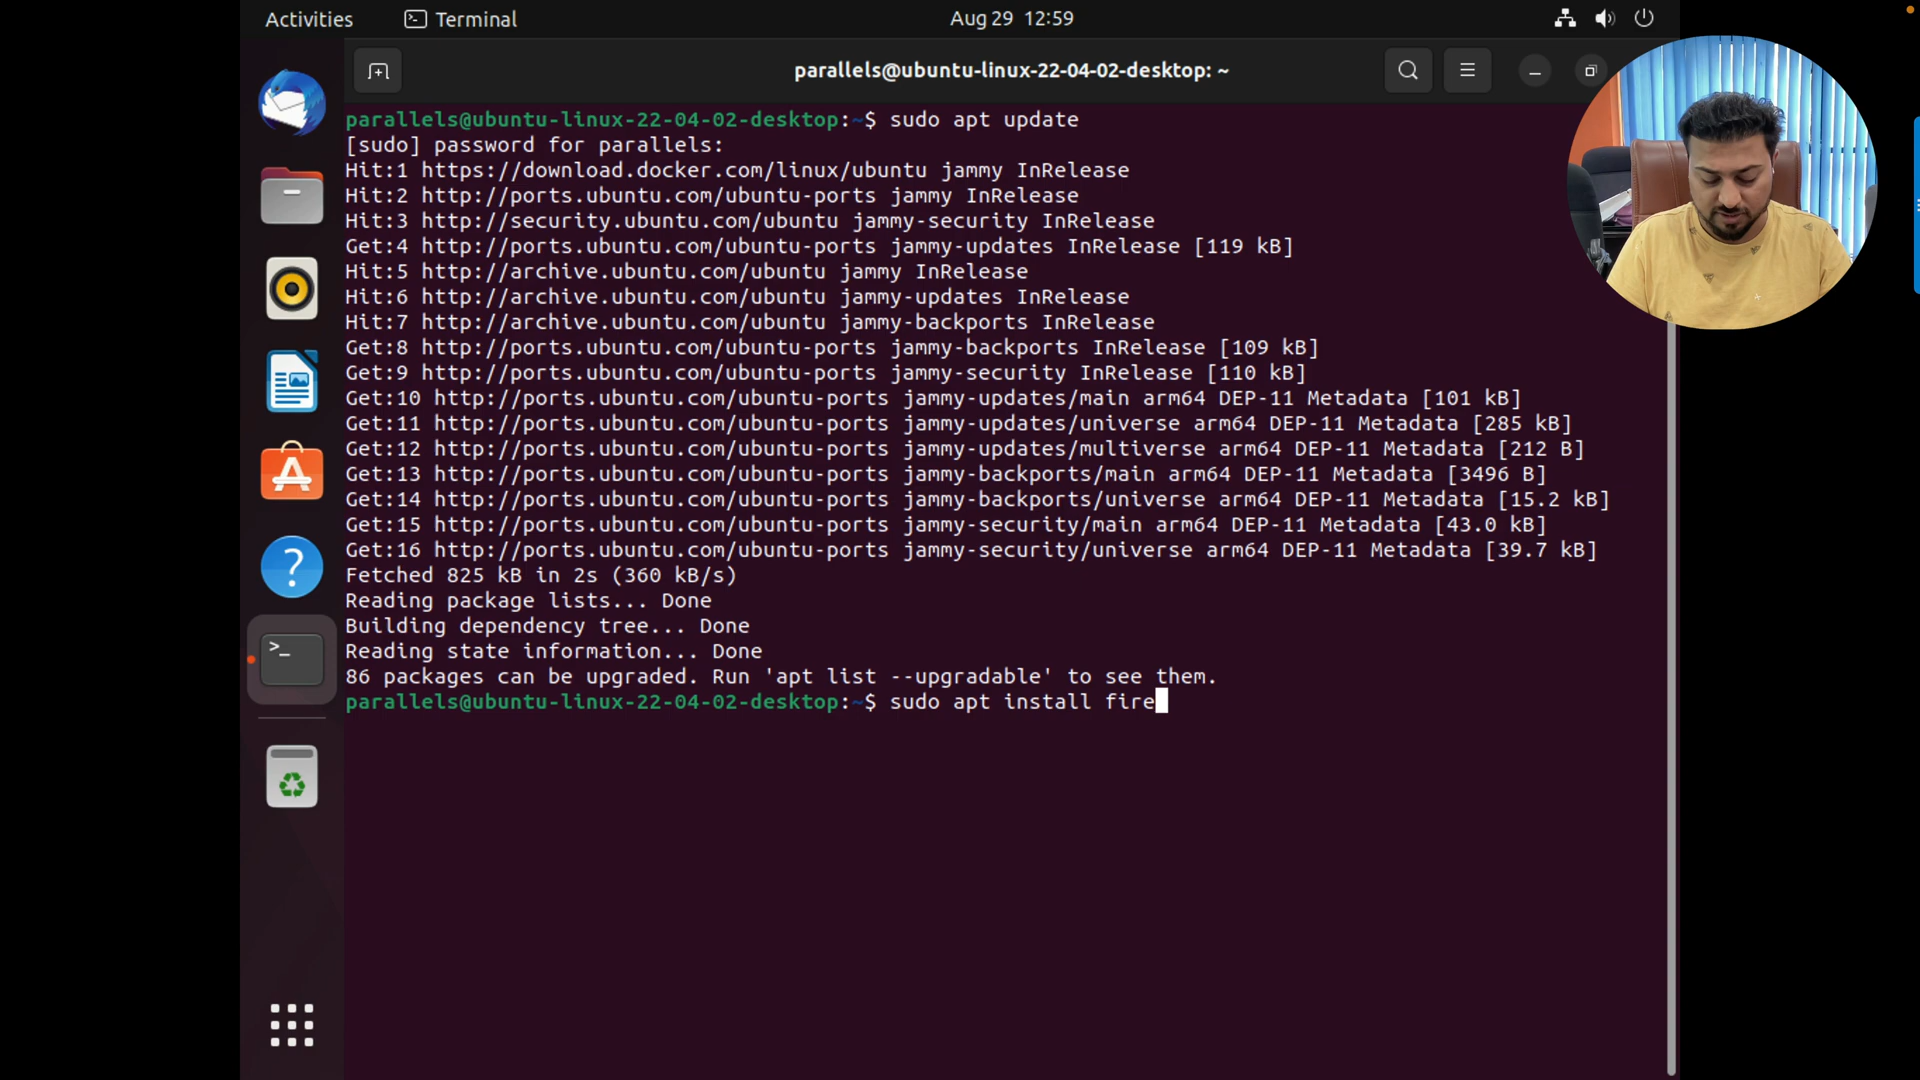 Activities
Terminal
Aug 29 12:59
parallels@ubuntu-linux-22-04-02-desktop: ~
parallels@ubuntu-linux-22-04-02-desktop:~$ sudo apt update
[sudo] password for parallels:
Hit:1 https://download.docker.com/linux/ubuntu jammy InRelease
Hit:2 http://ports.ubuntu.com/ubuntu-ports jammy InRelease
Hit:3 http://security.ubuntu.com/ubuntu jammy-security InRelease
Get:4 http://ports.ubuntu.com/ubuntu-ports jammy-updates InRelease [119 kB]
Hit:5 http://archive.ubuntu.com/ubuntu jammy InRelease
Hit:6 http://archive.ubuntu.com/ubuntu jammy-updates InRelease
Hit:7 http://archive.ubuntu.com/ubuntu jammy-backports InRelease
Get:8 http://ports.ubuntu.com/ubuntu-ports jammy-backports InRelease [109 kB]
Get:9 http://ports.ubuntu.com/ubuntu-ports jammy-security InRelease [110 kB]
Get:10 http://ports.ubuntu.com/ubuntu-ports jammy-updates/main arm64 DEP-11 Metadata [101 kB]
Get:11 http://ports.ubuntu.com/ubuntu-ports jammy-updates/universe arm64 DEP-11 Metadata [285 kB]
Get:12 http://ports.ubuntu.com/ubuntu-ports jammy-updates/multiverse arm64 DEP-11 Metadata [212 B]
Get:13 http://ports.ubuntu.com/ubuntu-ports jammy-backports/main arm64 DEP-11 Metadata [3496 B]
Get:14 http://ports.ubuntu.com/ubuntu-ports jammy-backports/universe arm64 DEP-11 Metadata [15.2 kB]
Get:15 http://ports.ubuntu.com/ubuntu-ports jammy-security/main arm64 DEP-11 Metadata [43.0 kB]
Get:16 http://ports.ubuntu.com/ubuntu-ports jammy-security/universe arm64 DEP-11 Metadata [39.7 kB]
Fetched 825 kB in 2s (360 kB/s)
Reading package lists... Done
Building dependency tree... Done
Reading state information... Done
86 packages can be upgraded. Run 'apt list --upgradable' to see them.
parallels@ubuntu-linux-22-04-02-desktop:~$ sudo apt install fire